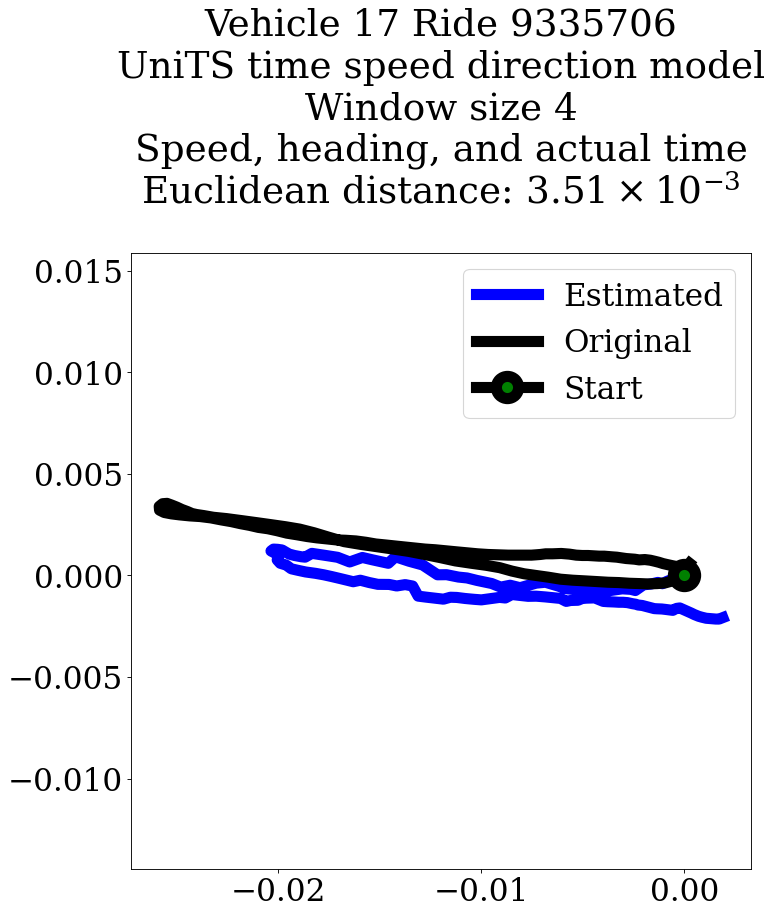 Vehicle 17 Ride 9335706
UniTS time speed direction model
Window size 4
Speed, heading, and actual time
Euclidean distance: 3.51 × 10⁻³
Estimated
Original
Start
0.015
0.010
0.005
0.000
−0.005
−0.010
−0.02
−0.01
0.00